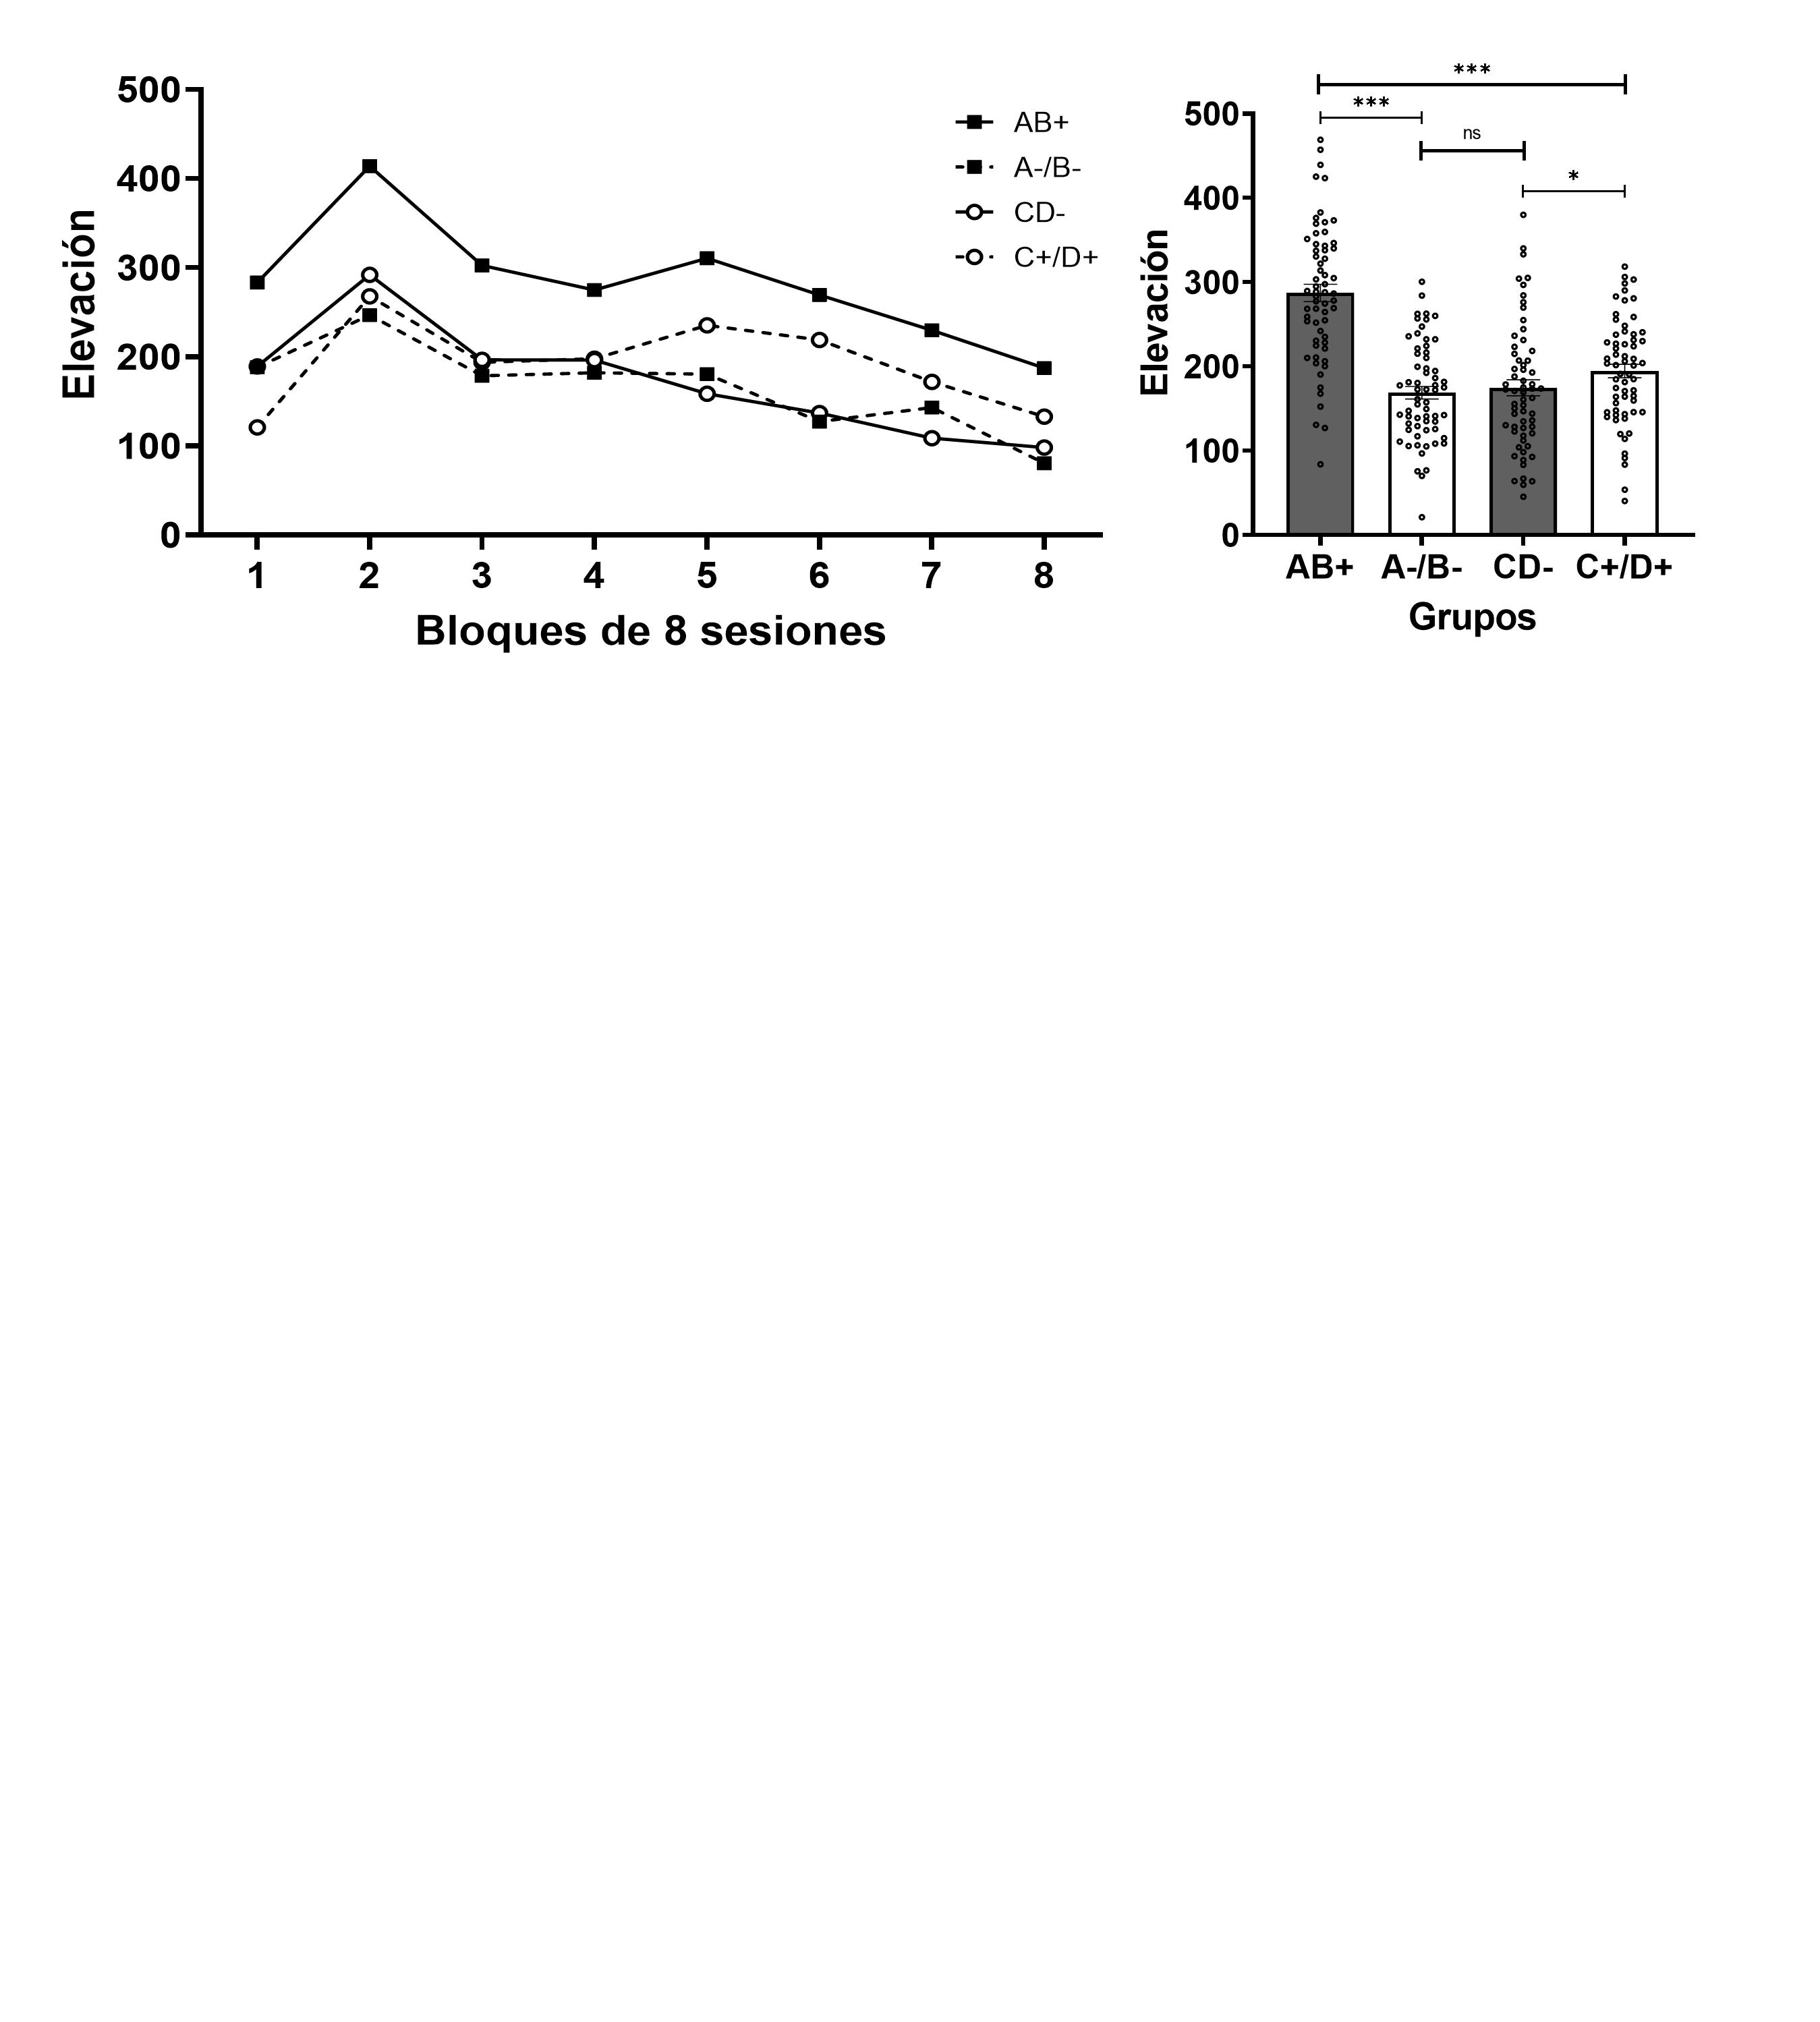 500
400
300
200
100
0
Elevación
1 2 3 4 5 6 7 8
Bloques de 8 sesiones
AB+
A-/B-
CD-
C+/D+
***
***
ns
*
500
400
300
200
100
0
Elevación
AB+ A-/B- CD- C+/D+
Grupos